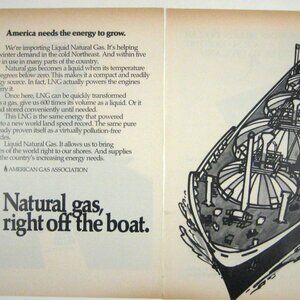 America needs the energy to grow.
We're importing Liquid Natural Gas. It's helping
winter demand in the cold Northeast. And within five
in use in many parts of the country.
Natural gas becomes a liquid when its temperature
degrees below zero. This makes it a compact and readily
gy source. In fact, LNG actually powers the engines
rry it.
Once here, LNG can be quickly transformed
a gas, give us 600 times its volume as a liquid. Or it
d stored conveniently until needed.
This LNG is the same energy that powered
to a new world land speed record. The same pure
ady proven itself as a virtually pollution-free
cles.
Liquid Natural Gas. It allows us to bring
es of the world right to our shores. And supplies
the country's increasing energy needs.
AMERICAN GAS ASSOCIATION
Natural gas,
right off the boat.